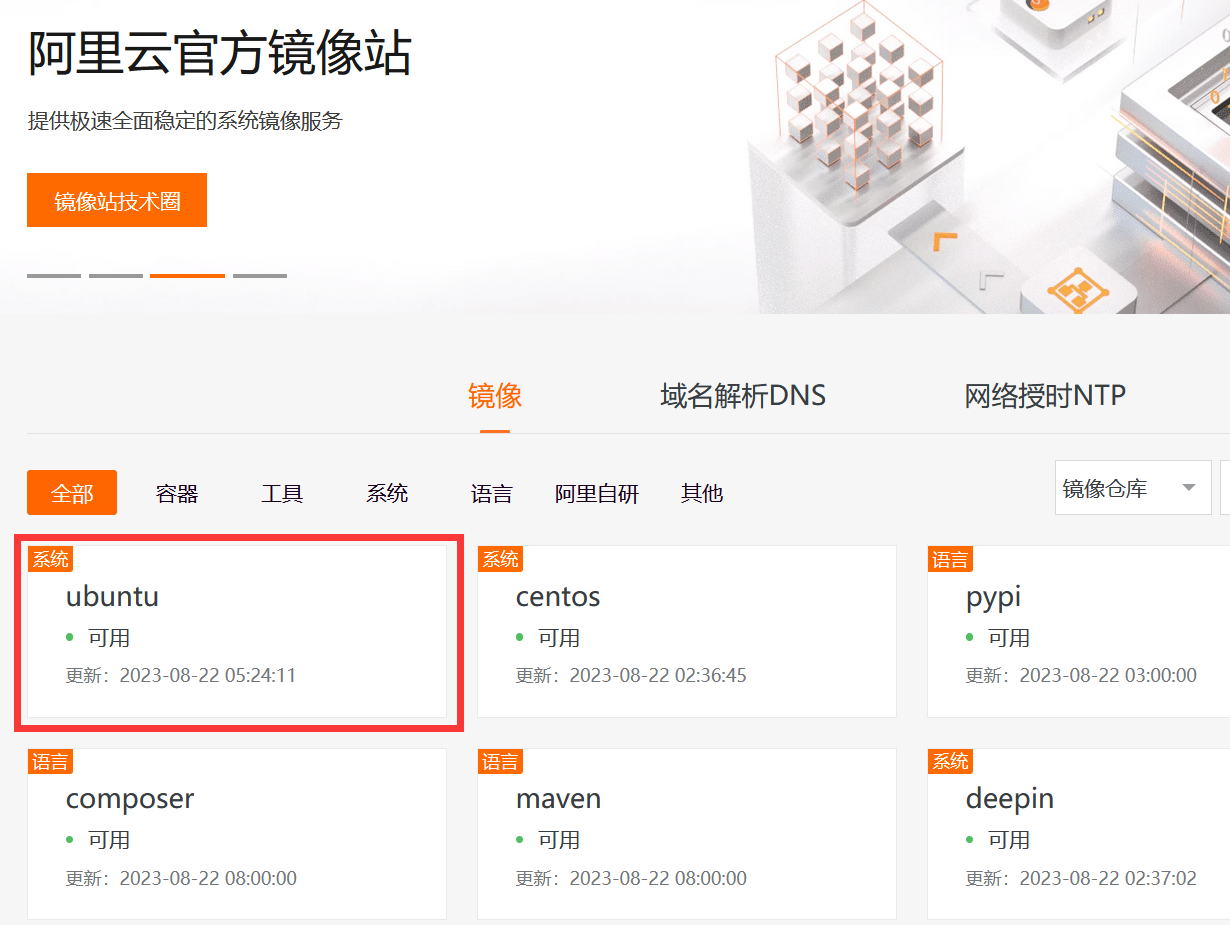 阿里云官方镜像站
提供极速全面稳定的系统镜像服务
镜像站技术圈
镜像 域名解析DNS 网络授时NTP
全部 容器 工具 系统 语言 阿里自研 其他 镜像仓库
系统
ubuntu
可用
更新：2023-08-22 05:24:11
系统
centos
可用
更新：2023-08-22 02:36:45
语言
pypi
可用
更新：2023-08-22 03:00:00
语言
composer
可用
更新：2023-08-22 08:00:00
语言
maven
可用
更新：2023-08-22 08:00:00
系统
deepin
可用
更新：2023-08-22 02:37:02